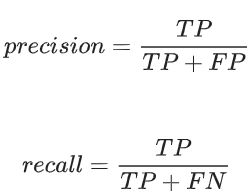 precision = TP / (TP + FP)
recall = TP / (TP + FN)